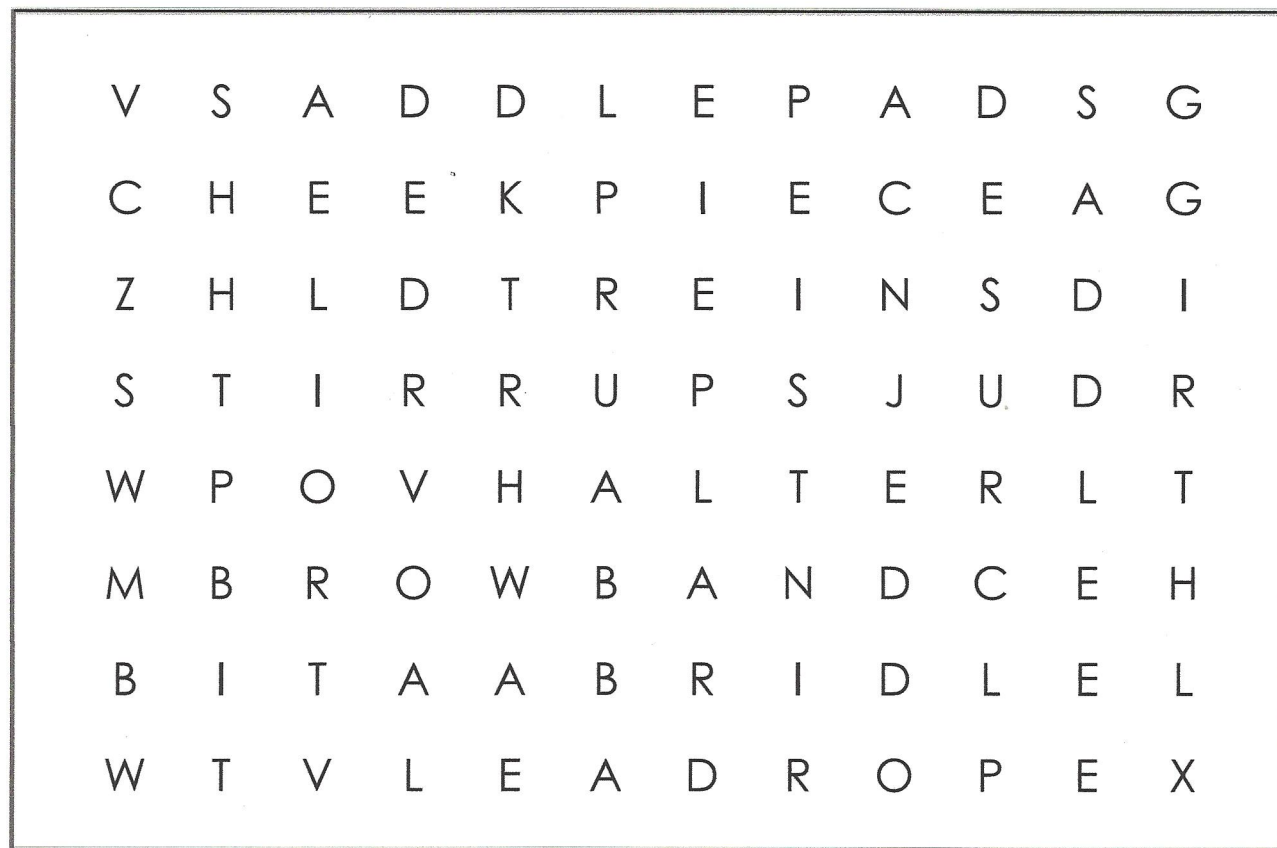 V S A D D L E P A D S G
C H E E K P I E C E A G
Z H L D T R E I N S D I
S T I R R U P S J U D R
W P O V H A L T E R L T
M B R O W B A N D C E H
B I T A A B R I D L E L
W T V L E A D R O P E X